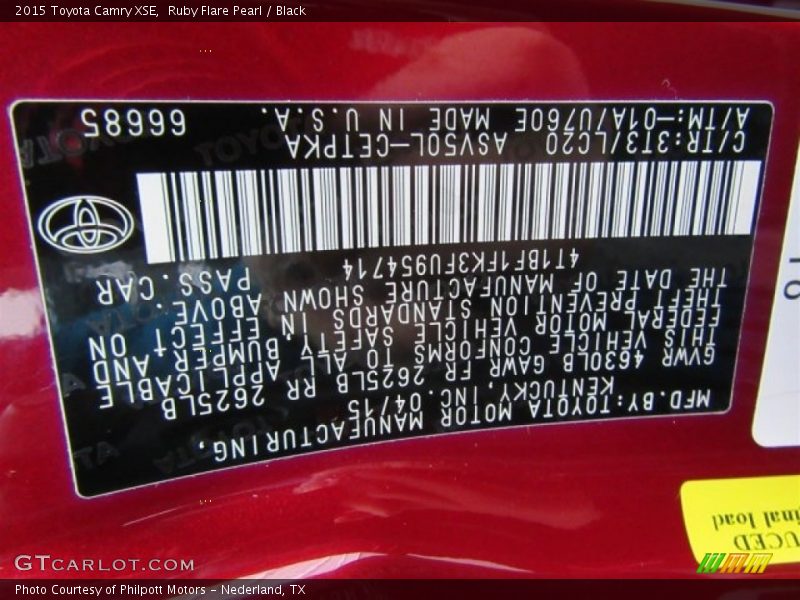 2015 Toyota Camry XSE,  Ruby Flare Pearl / Black
MFD.BY:TOYOTA MOTOR MANUFACTURING,
KENTUCKY, INC. 04/15
GVWR 4630LB GAWR FR 2625LB RR 2625LB
THIS VEHICLE CONFORMS TO ALL APPLICABLE
FEDERAL MOTOR VEHICLE SAFETY, BUMPER, AND
THEFT PREVENTION STANDARDS IN EFFECT ON
THE DATE OF MANUFACTURE SHOWN ABOVE.
4T1BF1FK3FU954714 PASS.CAR
C/TR:3T3/LC20 ASV50L-CETPKA
A/TM:-01A/U760E MADE IN U.S.A. 66685
UCED
inal load
GTCARLOT.COM
Photo Courtesy of Philpott Motors - Nederland, TX